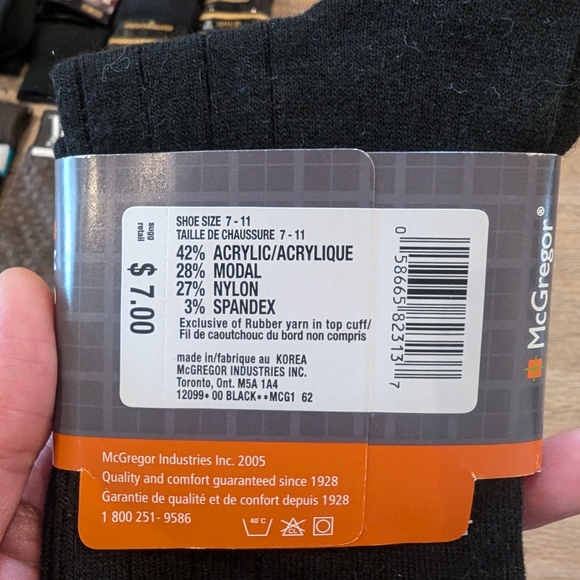 SHOE SIZE 7 - 11
TAILLE DE CHAUSSURE 7 - 11
42% ACRYLIC/ACRYLIQUE
28% MODAL
27% NYLON
3% SPANDEX
Exclusive of Rubber yarn in top cuff/
Fil de caoutchouc du bord non compris
made in/fabrique au KOREA
McGREGOR INDUSTRIES INC.
Toronto, Ont. M5A 1A4
12099• 00 BLACK••MCG1 62
sugg
retail
$ 7.00
0 58665 82313 7
McGregor®
McGregor Industries Inc. 2005
Quality and comfort guaranteed since 1928
Garantie de qualité et de confort depuis 1928
1 800 251- 9586
40°C
CL